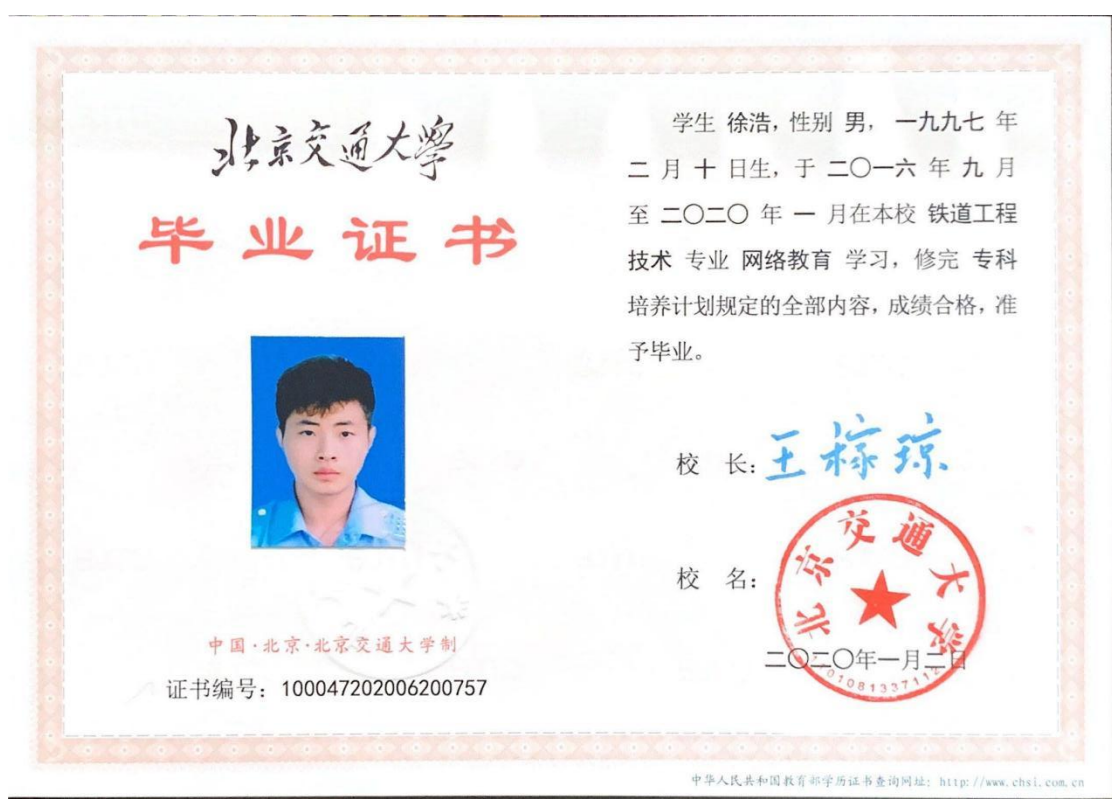 北京交通大學
毕业证书
中国·北京·北京交通大学制
证书编号：100047202006200757
学生 徐浩，性别 男， 一九九七 年
二 月 十 日生，于 二〇一六 年 九 月
至 二〇二〇 年 一 月在本校 铁道工程
技术 专业 网络教育 学习，修完 专科
培养计划规定的全部内容，成绩合格，准
予毕业。
校 长：王稼琼
校 名：
北京交通大学
二〇二〇年一月二日
中华人民共和国教育部学历证书查询网址：http://www.chsi.com.cn